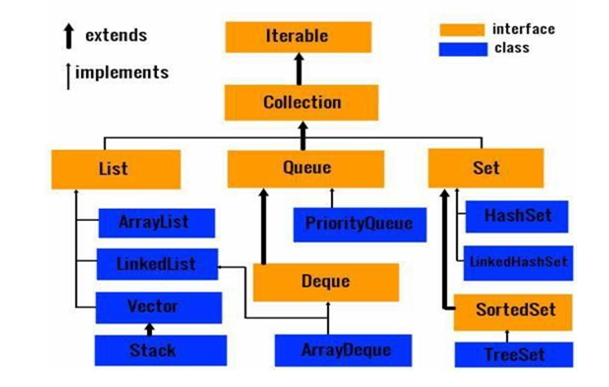 extends
implements
Iterable
interface
class
Collection
List
Queue
Set
ArrayList
PriorityQueue
HashSet
LinkedList
LinkedHashSet
Deque
Vector
SortedSet
Stack
ArrayDeque
TreeSet